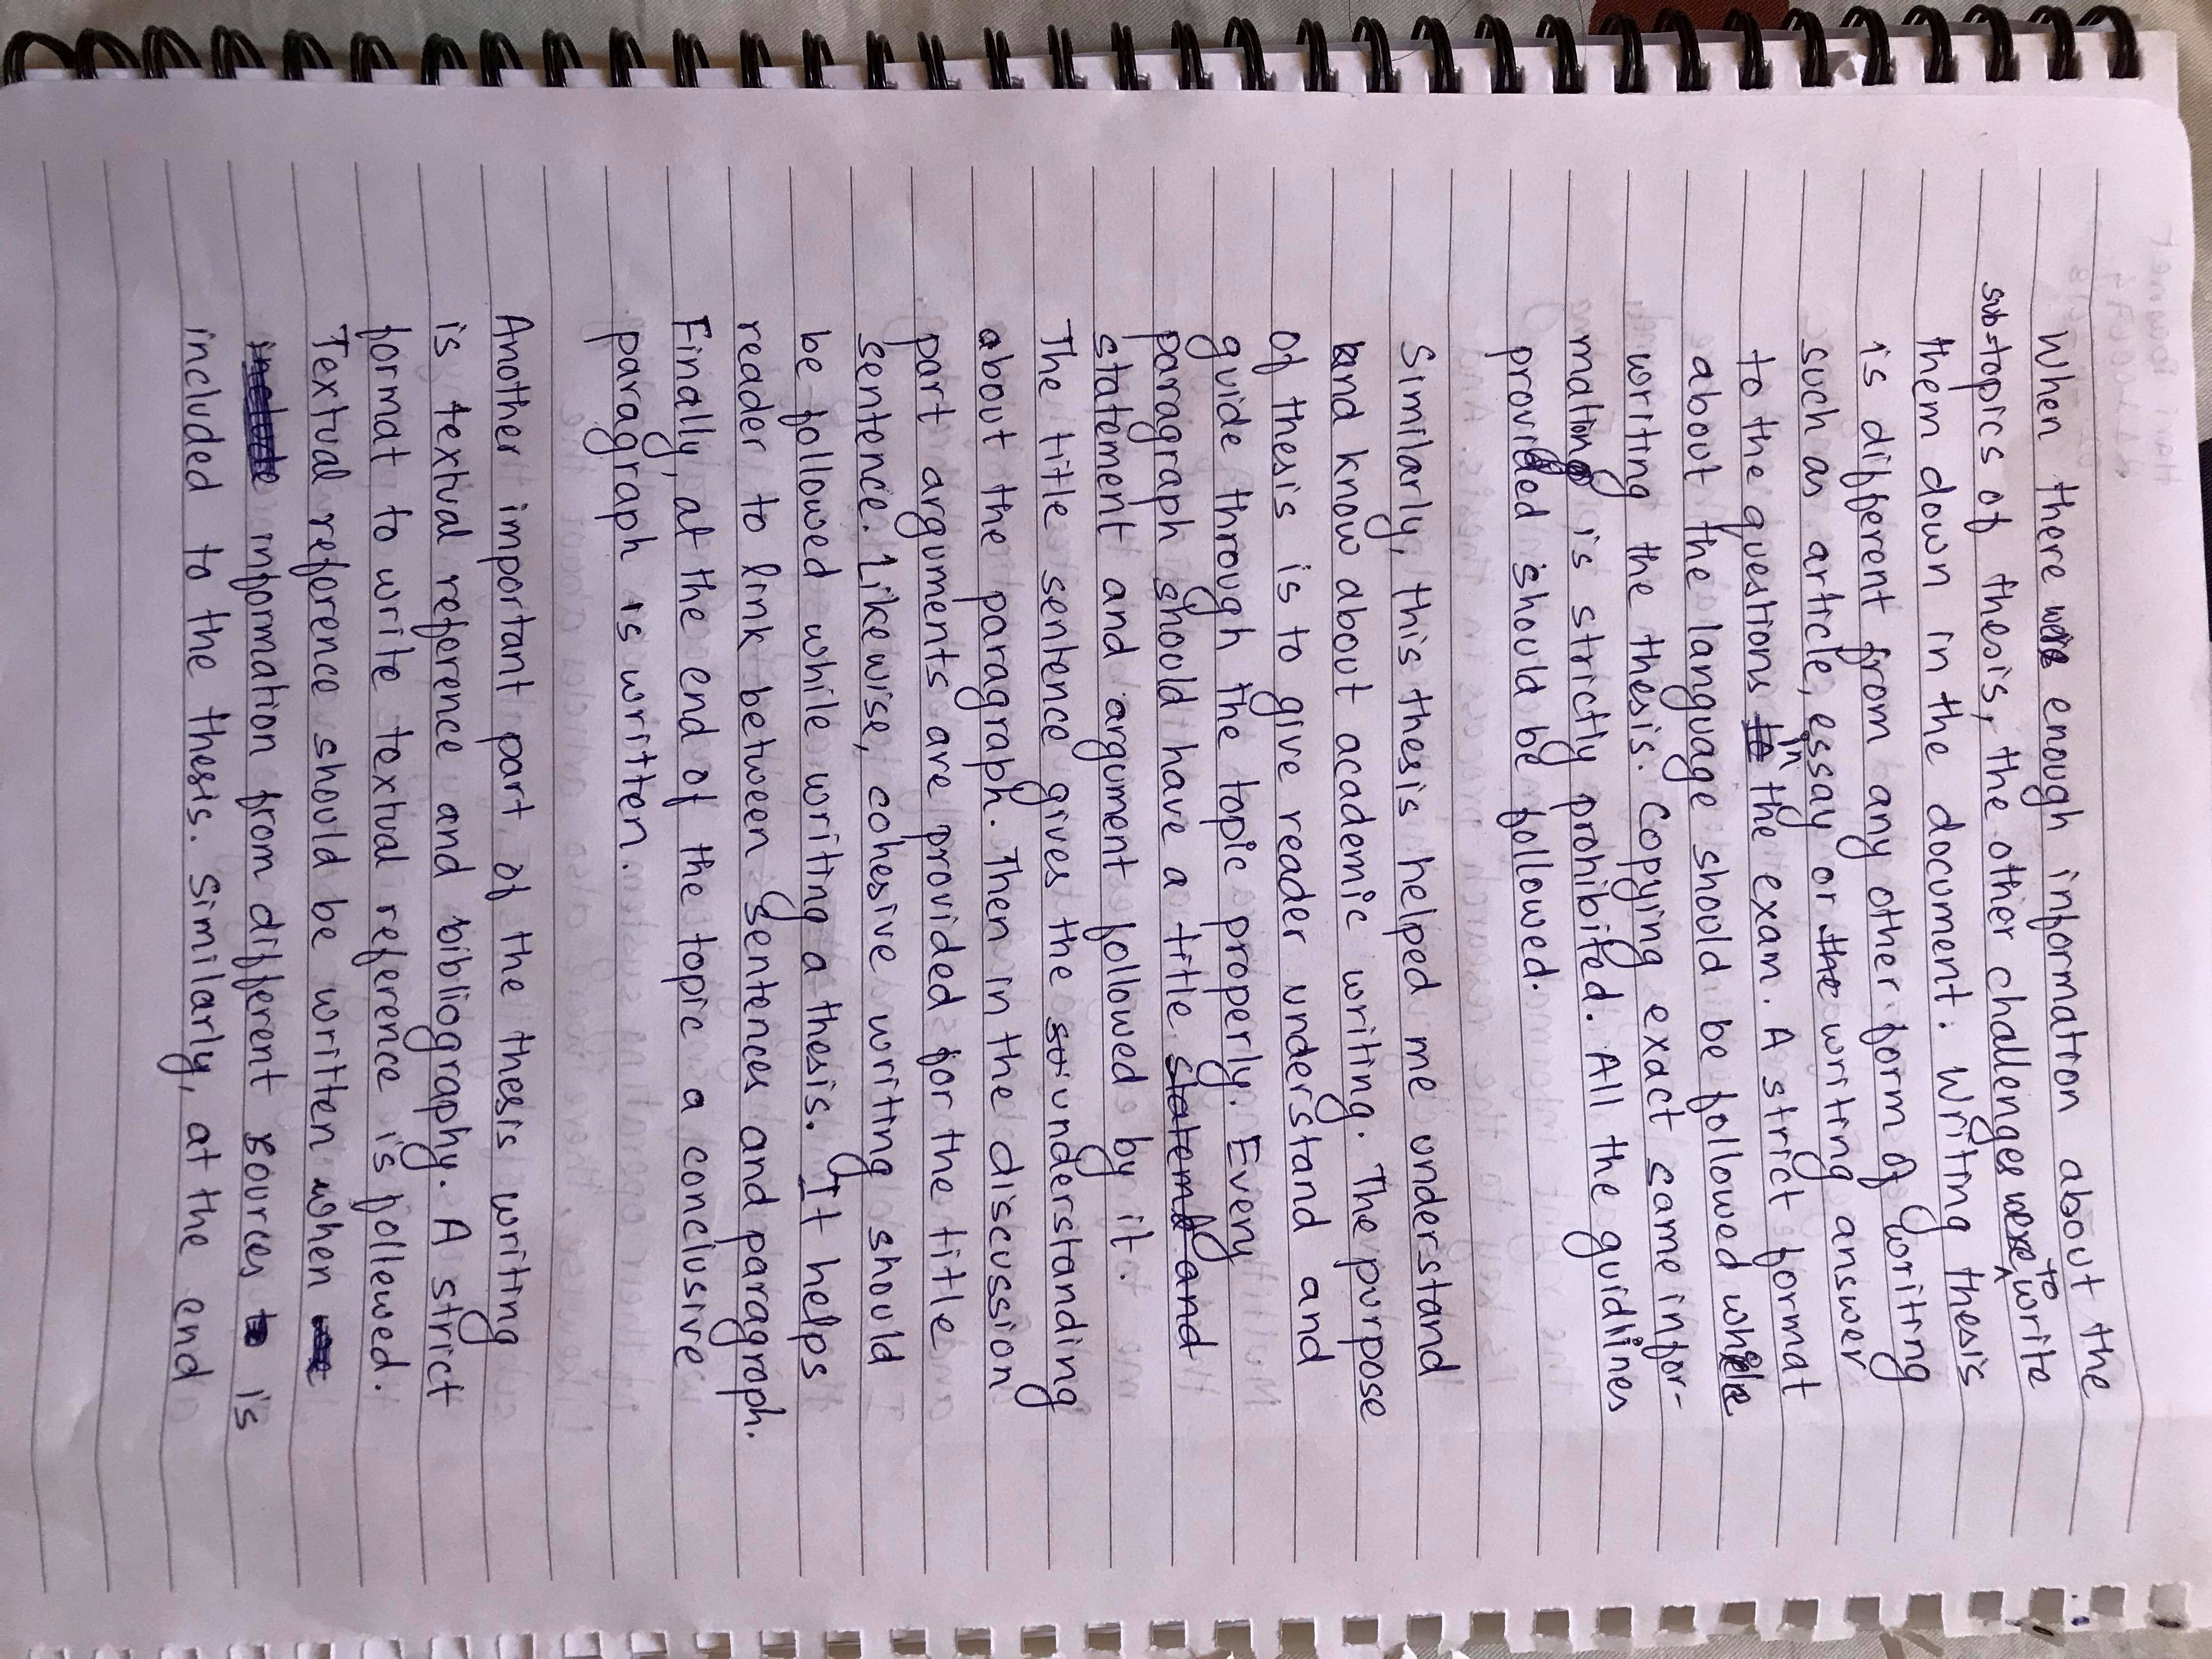 When there were enough information about the
sub-topics of thesis, the other challenges were to write
them down in the document. Writing thesis
is different from any other form of writing
such as article, essay or the writing answer
to the questions in the exam. A strict format
about the language should be followed while
writing the thesis. Copying exact same infor-
mation is strictly prohibited. All the guidlines
provided should be followed.
Similarly, this thesis helped me understand
and know about academic writing. The purpose
of thesis is to give reader understand and
guide through the topic properly. Every
paragraph should have a title statemt and
statement and argument followed by it.
The title sentence gives the understanding
about the paragraph. Then in the discussion
part arguments are provided for the title
sentence. Likewise, cohesive writing should
be followed while writing a thesis. It helps
reader to link between sentences and paragraph.
Finally, at the end of the topic a conclusive
paragraph is written.
Another important part of the thesis writing
is textual reference and bibliography. A strict
format to write textual reference is follewed.
Textual reference should be written when
include information from different sources to is
included to the thesis. Similarly, at the end